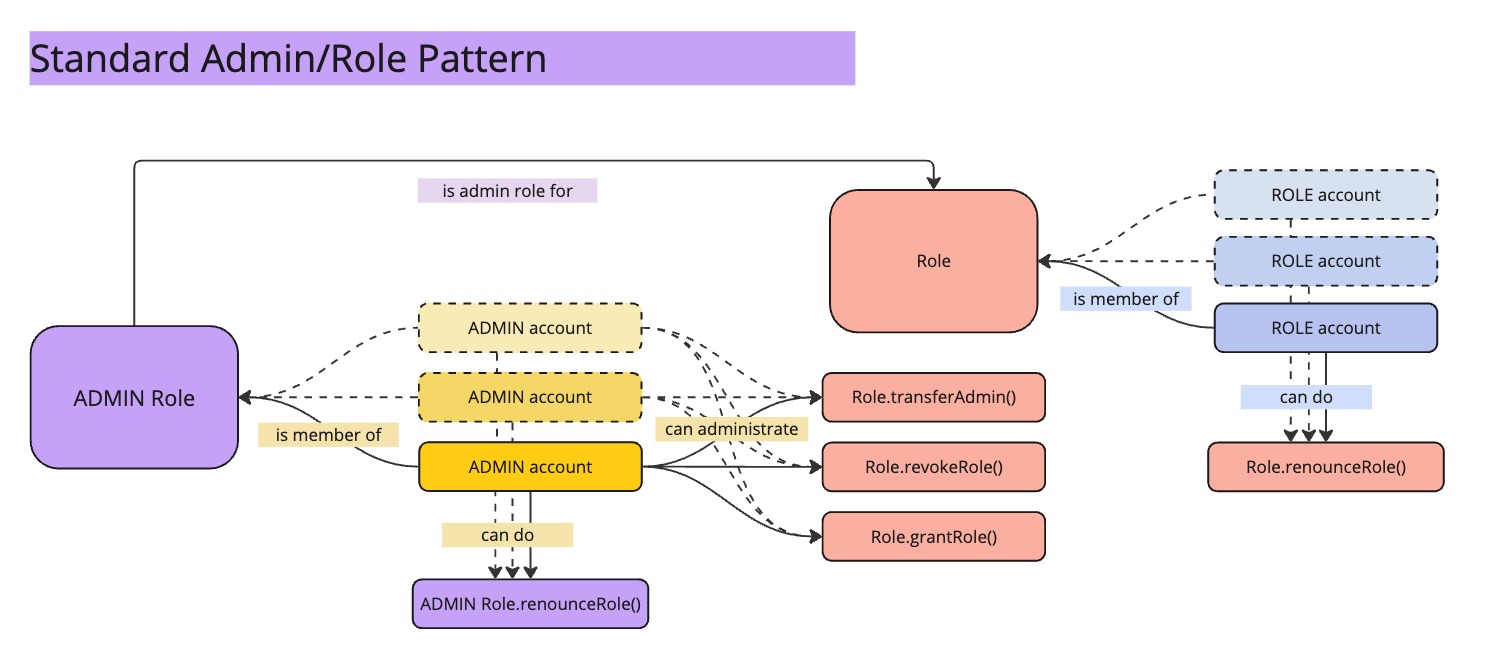 Standard Admin/Role Pattern
is admin role for
ROLE account
ROLE account
Role
is member of
ROLE account
ADMIN account
ADMIN Role
ADMIN account
Role.transferAdmin()
can do
is member of
can administrate
ADMIN account
Role.revokeRole()
Role.renounceRole()
can do
Role.grantRole()
ADMIN Role.renounceRole()